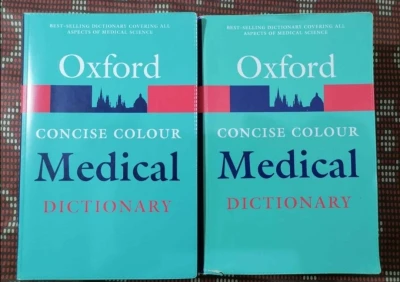 BEST-SELLING DICTIONARY COVERING ALL
ASPECTS OF MEDICAL SCIENCE
Oxford
CONCISE COLOUR
Medical
DICTIONARY
BEST-SELLING DICTIONARY COVERING ALL
ASPECTS OF MEDICAL SCIENCE
Oxford
CONCISE COLOUR
Medical
DICTIONARY